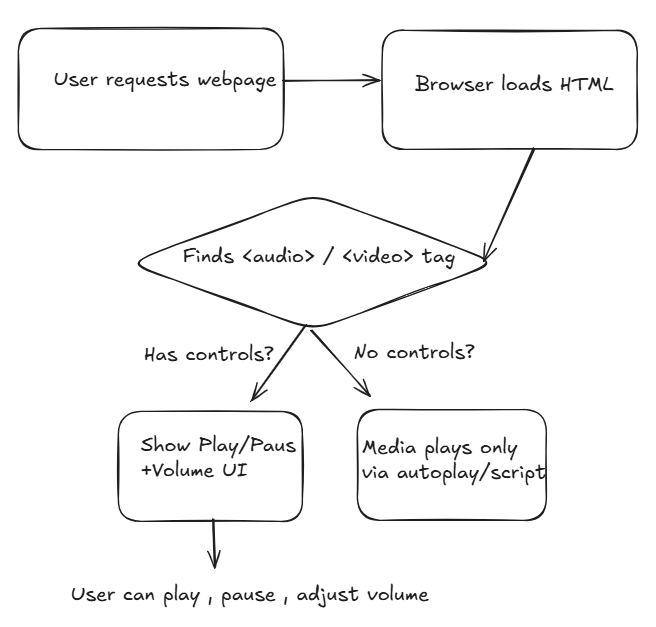 User requests webpage
Browser loads HTML
Finds <audio> / <video> tag
Has controls?
No controls?
Show Play/Paus
+Volume UI
Media plays only
via autoplay/script
User can play , pause , adjust volume